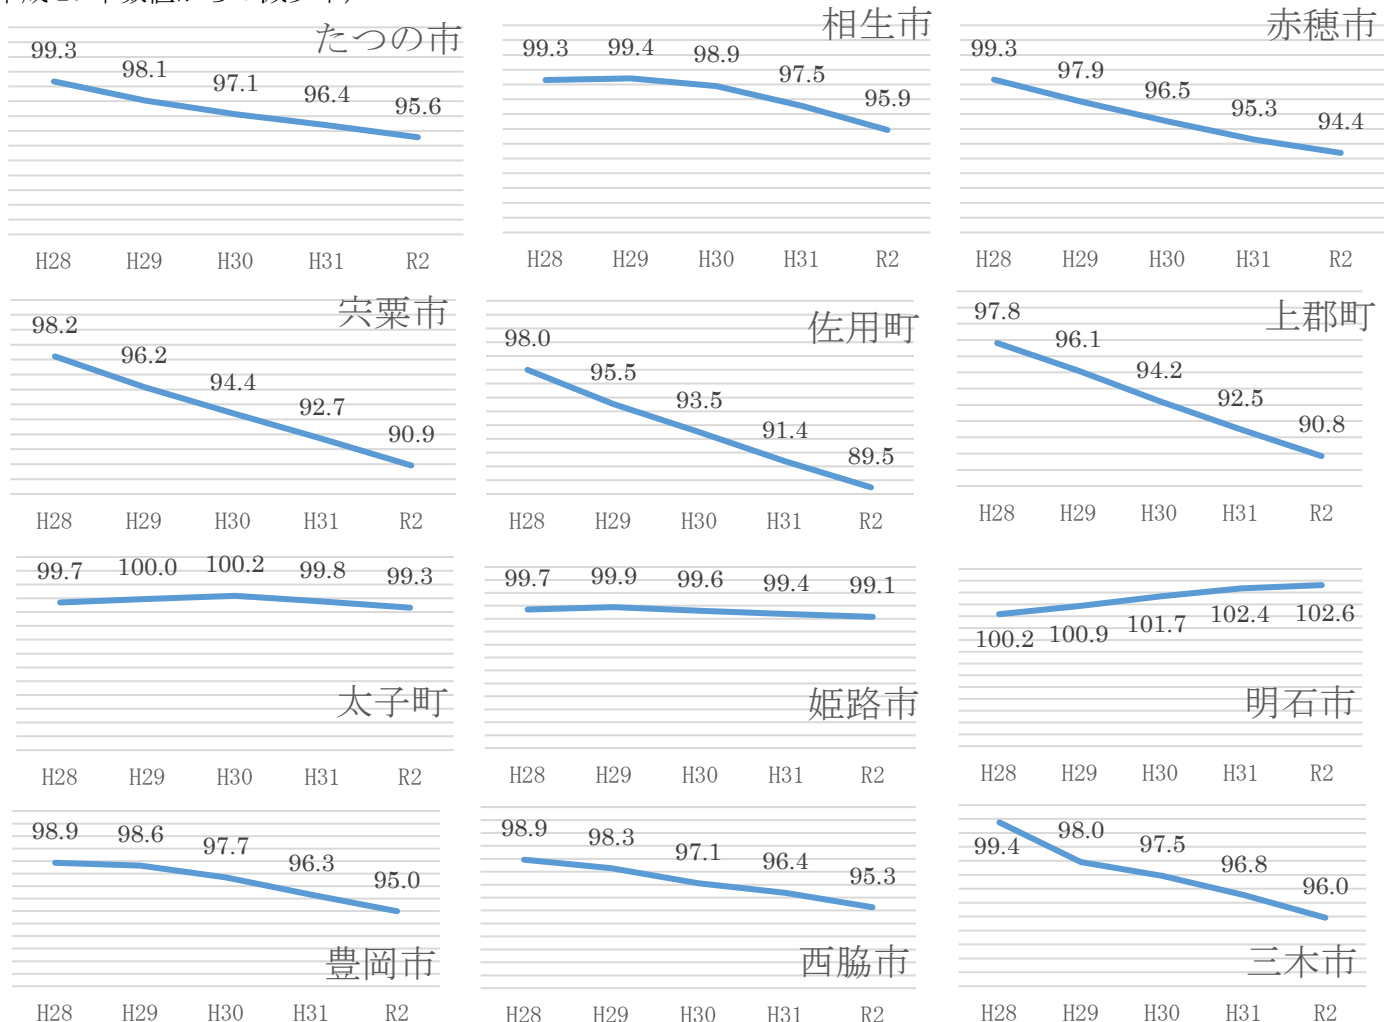 たつの市
99.3 98.1 97.1 96.4 95.6
H28 H29 H30 H31 R2
相生市
99.3 99.4 98.9 97.5 95.9
H28 H29 H30 H31 R2
赤穂市
99.3 97.9 96.5 95.3 94.4
H28 H29 H30 H31 R2
宍粟市
98.2 96.2 94.4 92.7 90.9
H28 H29 H30 H31 R2
佐用町
98.0 95.5 93.5 91.4 89.5
H28 H29 H30 H31 R2
上郡町
97.8 96.1 94.2 92.5 90.8
H28 H29 H30 H31 R2
99.7 100.0 100.2 99.8 99.3
太子町
H28 H29 H30 H31 R2
99.7 99.9 99.6 99.4 99.1
姫路市
H28 H29 H30 H31 R2
100.2 100.9 101.7 102.4 102.6
明石市
H28 H29 H30 H31 R2
98.9 98.6 97.7 96.3 95.0
豊岡市
H28 H29 H30 H31 R2
98.9 98.3 97.1 96.4 95.3
西脇市
H28 H29 H30 H31 R2
99.4 98.0 97.5 96.8 96.0
三木市
H28 H29 H30 H31 R2